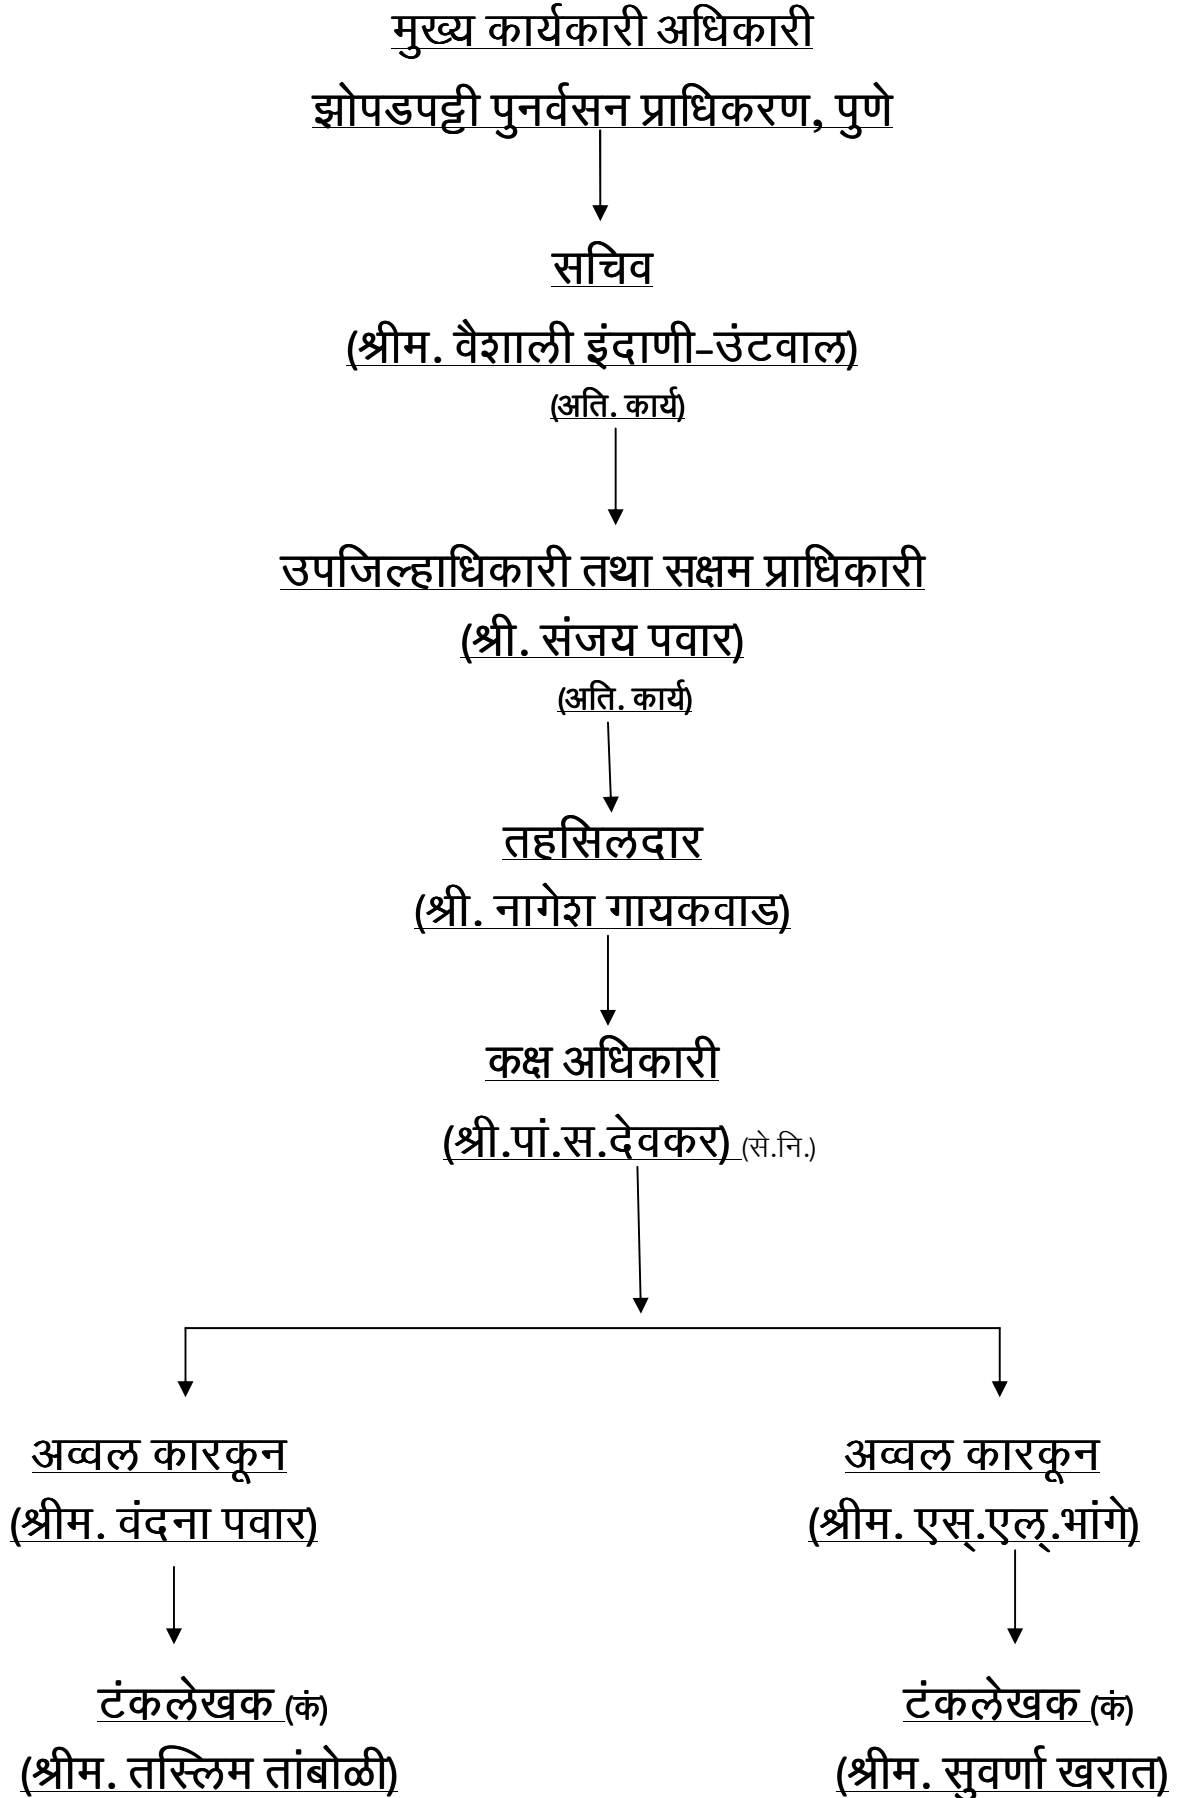 मुख्य कार्यकारी अधिकारी
झोपडपट्टी पुनर्वसन प्राधिकरण, पुणे
सचिव
(श्रीम. वैशाली इंदाणी-उंटवाल)
(अति. कार्य)
उपजिल्हाधिकारी तथा सक्षम प्राधिकारी
(श्री. संजय पवार)
(अति. कार्य)
तहसिलदार
(श्री. नागेश गायकवाड)
कक्ष अधिकारी
(श्री.पां.स.देवकर) (से.नि.)
अव्वल कारकून
(श्रीम. वंदना पवार)
टंकलेखक (कं)
(श्रीम. तस्लिम तांबोळी)
अव्वल कारकून
(श्रीम. एस्.एल्.भांगे)
टंकलेखक (कं)
(श्रीम. सुवर्णा खरात)